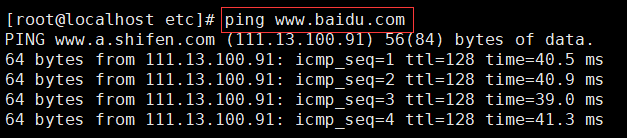 [root@localhost etc]# ping www.baidu.com
PING www.a.shifen.com (111.13.100.91) 56(84) bytes of data.
64 bytes from 111.13.100.91: icmp_seq=1 ttl=128 time=40.5 ms
64 bytes from 111.13.100.91: icmp_seq=2 ttl=128 time=40.9 ms
64 bytes from 111.13.100.91: icmp_seq=3 ttl=128 time=39.0 ms
64 bytes from 111.13.100.91: icmp_seq=4 ttl=128 time=41.3 ms